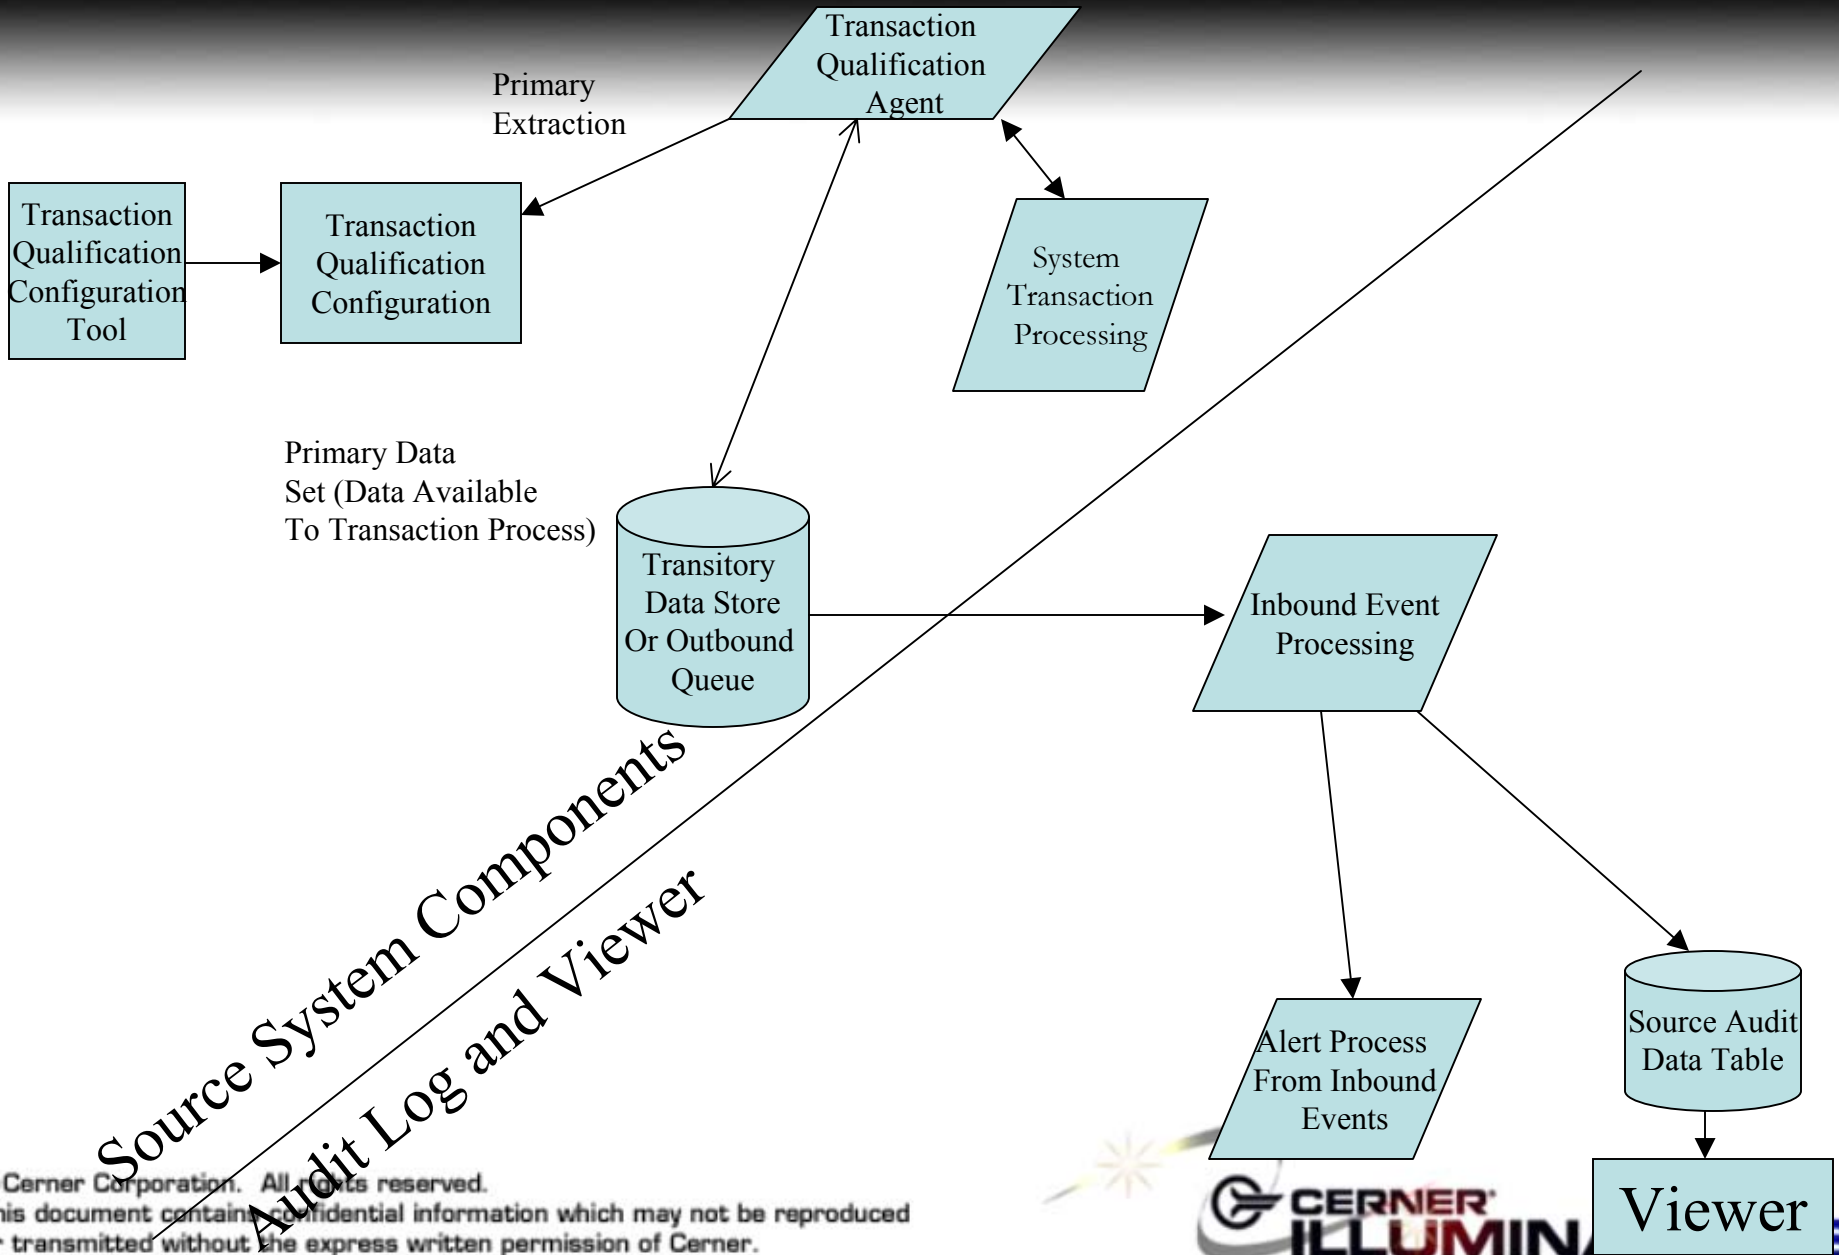 Transaction
Qualification
Agent
Primary
Extraction
Transaction
Qualification
Configuration
Tool
Transaction
Qualification
Configuration
System
Transaction
Processing
Primary Data
Set (Data Available
To Transaction Process)
Transitory
Data Store
Or Outbound
Queue
Inbound Event
Processing
Source System Components
Audit Log and Viewer
Alert Process
From Inbound
Events
Source Audit
Data Table
Viewer
Cerner Corporation. All rights reserved.
his document contains confidential information which may not be reproduced
r transmitted without the express written permission of Cerner.
CERNER
ILLUMIN